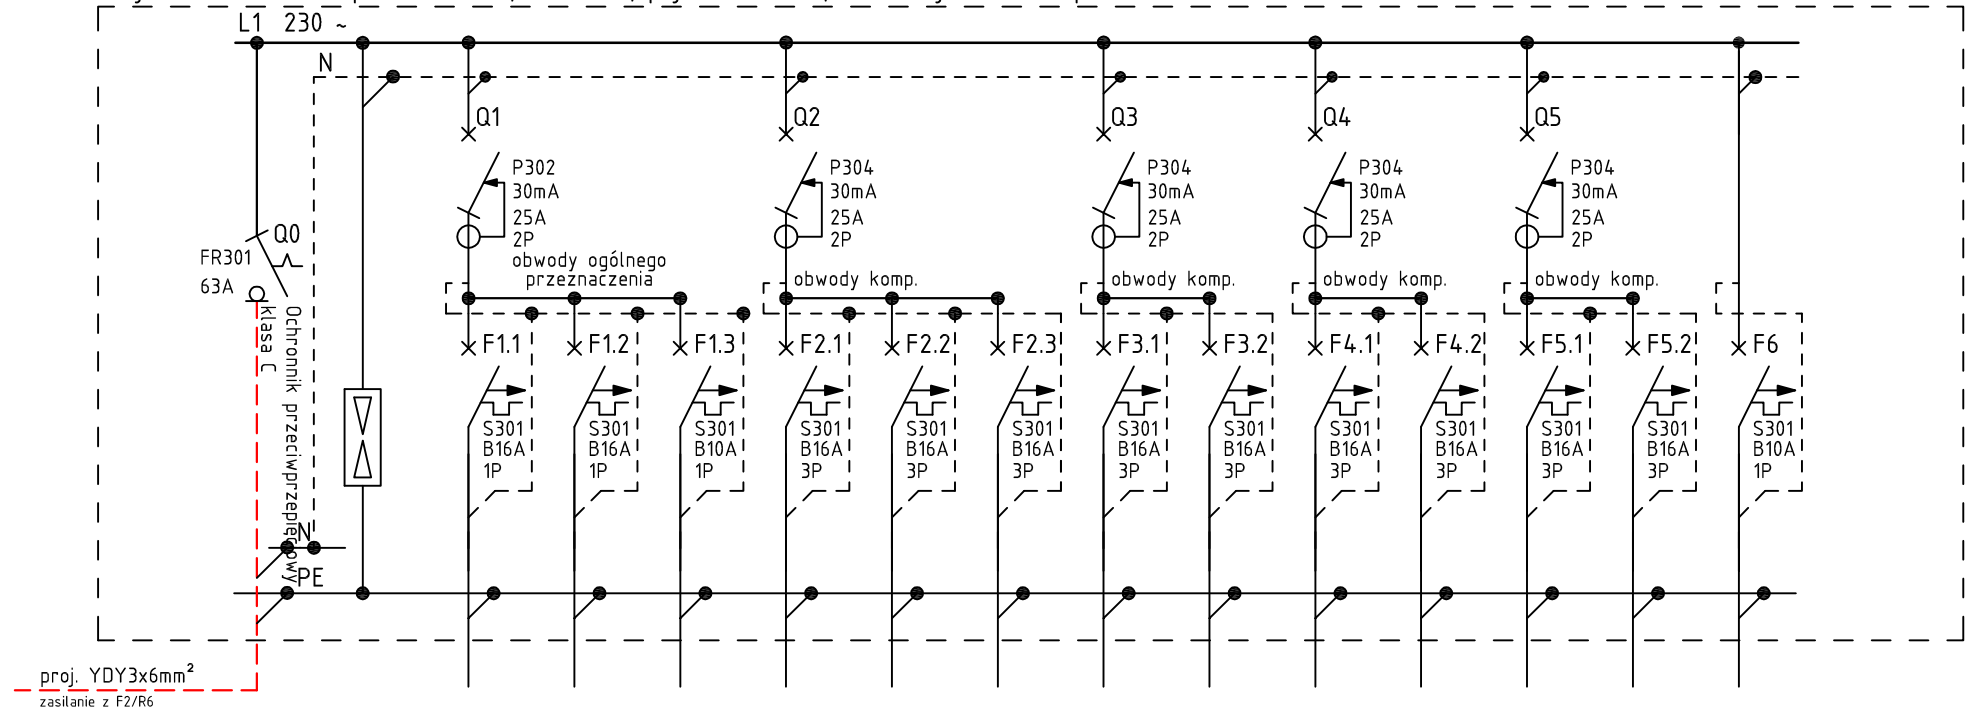 L1 230 ~
N
Q1
Q2
Q3
Q4
Q5
P302
30mA
25A
2P
P304
30mA
25A
2P
P304
30mA
25A
2P
P304
30mA
25A
2P
P304
30mA
25A
2P
Q0
FR301
63A
obwody ogólnego
przeznaczenia
obwody komp.
obwody komp.
obwody komp.
obwody komp.
Ochronnik przeciwprzepięciowy
klasa C
F1.1
F1.2
F1.3
F2.1
F2.2
F2.3
F3.1
F3.2
F4.1
F4.2
F5.1
F5.2
F6
S301
B16A
1P
S301
B16A
1P
S301
B10A
1P
S301
B16A
3P
S301
B16A
3P
S301
B16A
3P
S301
B16A
3P
S301
B16A
3P
S301
B16A
3P
S301
B16A
3P
S301
B16A
3P
S301
B16A
3P
S301
B10A
1P
N
PE
proj. YDY3x6mm²
zasilanie z F2/R6